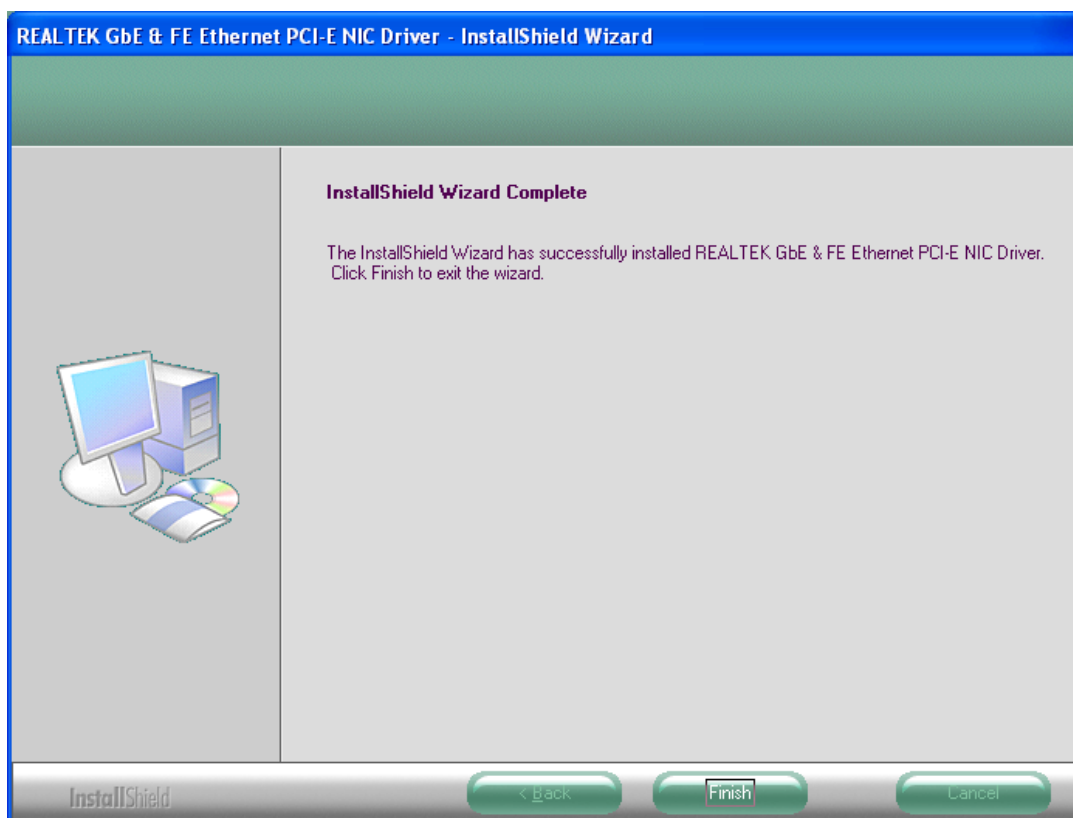 REALTEK GbE & FE Ethernet PCI-E NIC Driver - InstallShield Wizard
InstallShield Wizard Complete
The InstallShield Wizard has successfully installed REALTEK GbE & FE Ethernet PCI-E NIC Driver.
Click Finish to exit the wizard.
InstallShield
< Back
Finish
Cancel